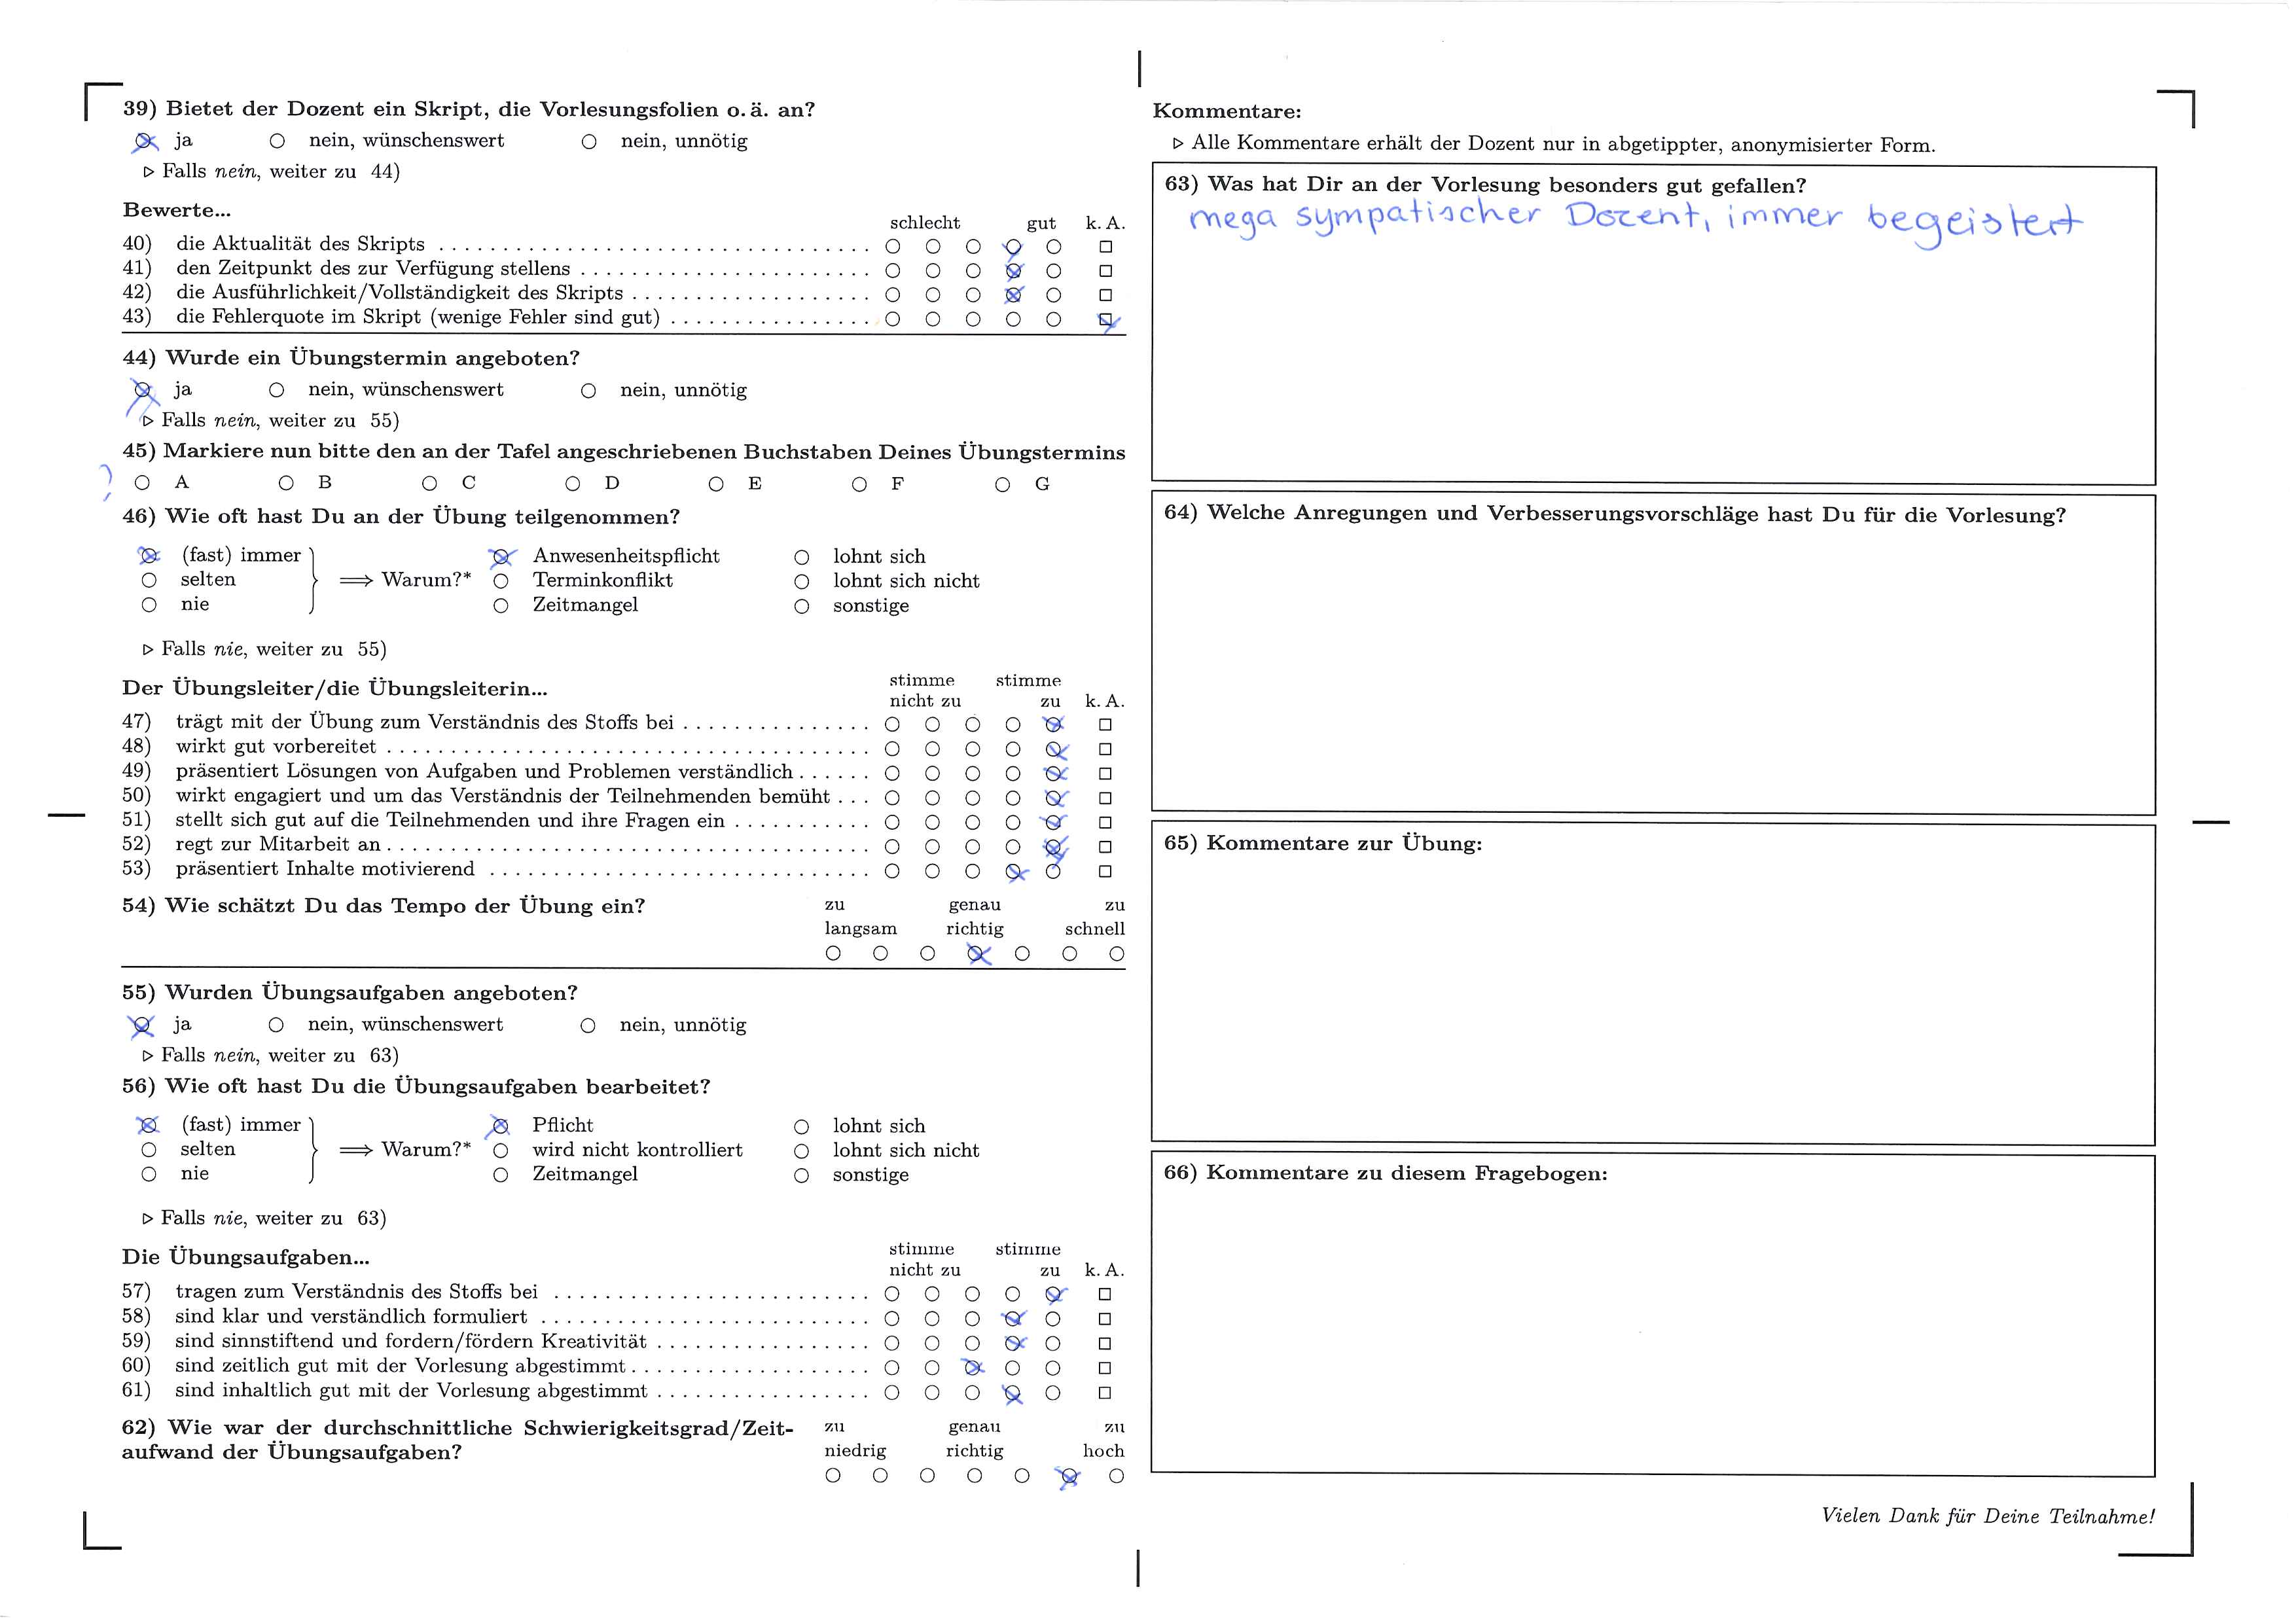 39) Bietet der Dozent ein Skript, die Vorlesungsfolien o. ä. an?
ja nein, wünschenswert nein, unnötig
▷ Falls nein, weiter zu 44)
Bewerte... schlecht gut k. A.
40) die Aktualität des Skripts
41) den Zeitpunkt des zur Verfügung stellens
42) die Ausführlichkeit/Vollständigkeit des Skripts
43) die Fehlerquote im Skript (wenige Fehler sind gut)
44) Wurde ein Übungstermin angeboten?
ja nein, wünschenswert nein, unnötig
▷ Falls nein, weiter zu 55)
45) Markiere nun bitte den an der Tafel angeschriebenen Buchstaben Deines Übungstermins
? A B C D E F G
46) Wie oft hast Du an der Übung teilgenommen?
(fast) immer Anwesenheitspflicht lohnt sich
selten ⟹ Warum?* Terminkonflikt lohnt sich nicht
nie Zeitmangel sonstige
▷ Falls nie, weiter zu 55)
Der Übungsleiter/die Übungsleiterin... stimme nicht zu stimme zu k. A.
47) trägt mit der Übung zum Verständnis des Stoffs bei
48) wirkt gut vorbereitet
49) präsentiert Lösungen von Aufgaben und Problemen verständlich
50) wirkt engagiert und um das Verständnis der Teilnehmenden bemüht
51) stellt sich gut auf die Teilnehmenden und ihre Fragen ein
52) regt zur Mitarbeit an
53) präsentiert Inhalte motivierend
54) Wie schätzt Du das Tempo der Übung ein? zu genau zu
langsam richtig schnell
55) Wurden Übungsaufgaben angeboten?
ja nein, wünschenswert nein, unnötig
▷ Falls nein, weiter zu 63)
56) Wie oft hast Du die Übungsaufgaben bearbeitet?
(fast) immer Pflicht lohnt sich
selten ⟹ Warum?* wird nicht kontrolliert lohnt sich nicht
nie Zeitmangel sonstige
▷ Falls nie, weiter zu 63)
Die Übungsaufgaben... stimme nicht zu stimme zu k. A.
57) tragen zum Verständnis des Stoffs bei
58) sind klar und verständlich formuliert
59) sind sinnstiftend und fordern/fördern Kreativität
60) sind zeitlich gut mit der Vorlesung abgestimmt
61) sind inhaltlich gut mit der Vorlesung abgestimmt
62) Wie war der durchschnittliche Schwierigkeitsgrad/Zeit- zu genau zu
aufwand der Übungsaufgaben? niedrig richtig hoch
Kommentare:
▷ Alle Kommentare erhält der Dozent nur in abgetippter, anonymisierter Form.
63) Was hat Dir an der Vorlesung besonders gut gefallen?
mega sympatischer Dozent, immer begeistert
64) Welche Anregungen und Verbesserungsvorschläge hast Du für die Vorlesung?
65) Kommentare zur Übung:
66) Kommentare zu diesem Fragebogen:
Vielen Dank für Deine Teilnahme!